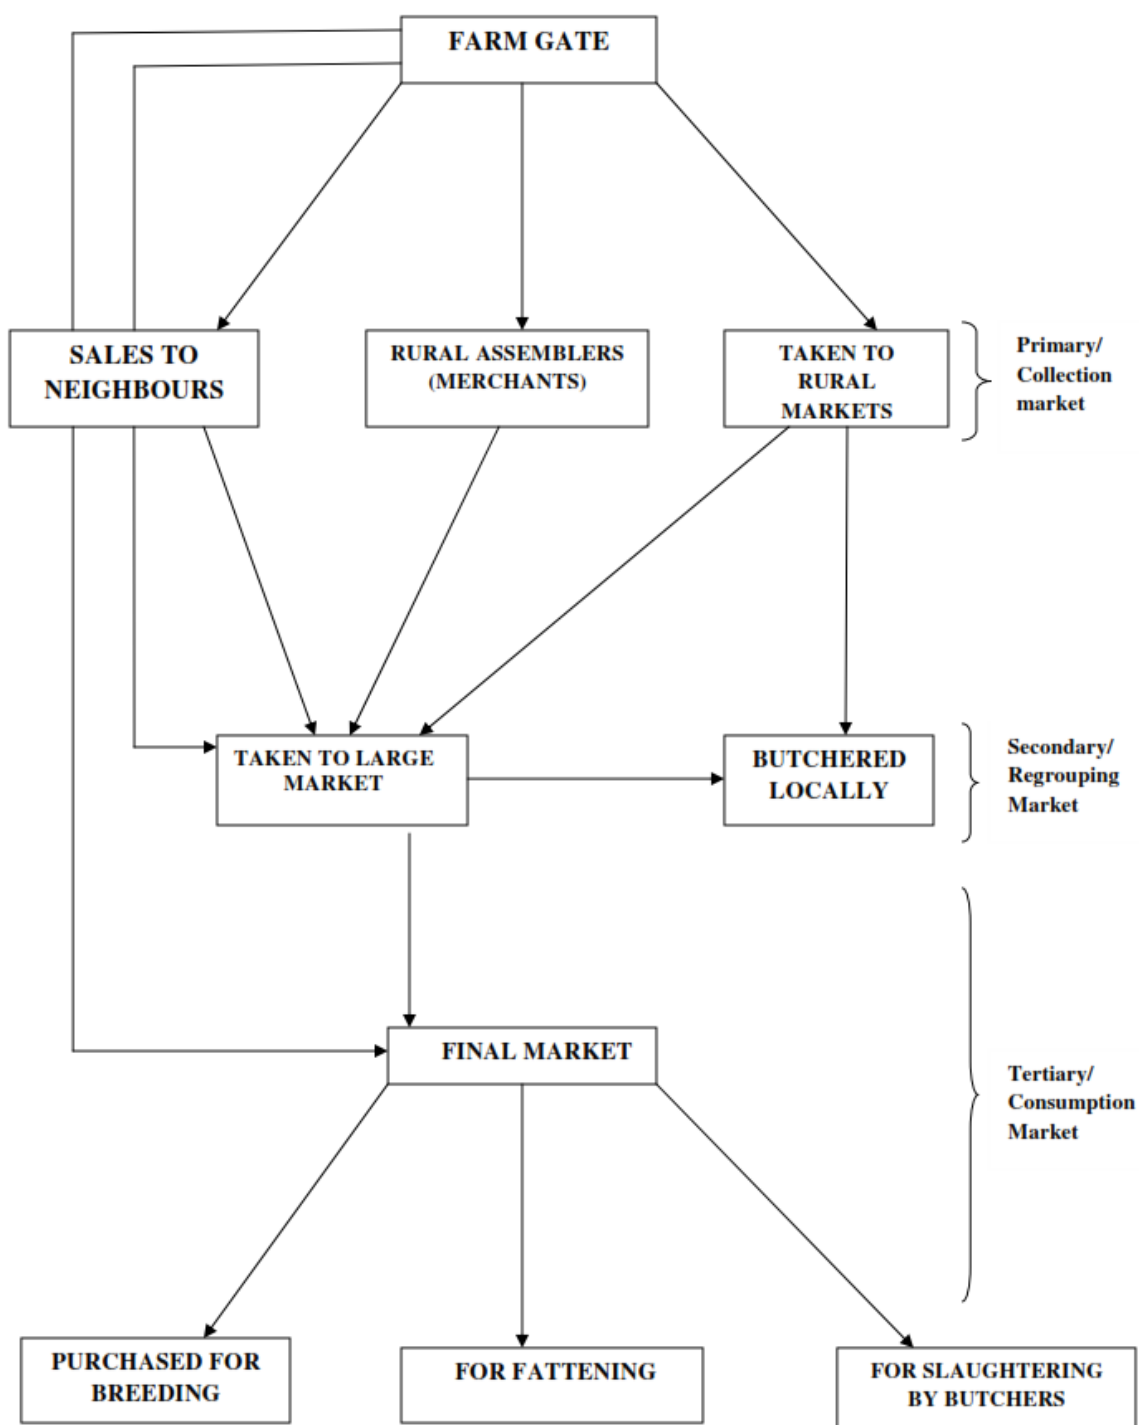 FARM GATE
SALES TO
NEIGHBOURS
RURAL ASSEMBLERS
(MERCHANTS)
TAKEN TO
RURAL
MARKETS
Primary/
Collection
market
TAKEN TO LARGE
MARKET
BUTCHERED
LOCALLY
Secondary/
Regrouping
Market
FINAL MARKET
Tertiary/
Consumption
Market
PURCHASED FOR
BREEDING
FOR FATTENING
FOR SLAUGHTERING
BY BUTCHERS